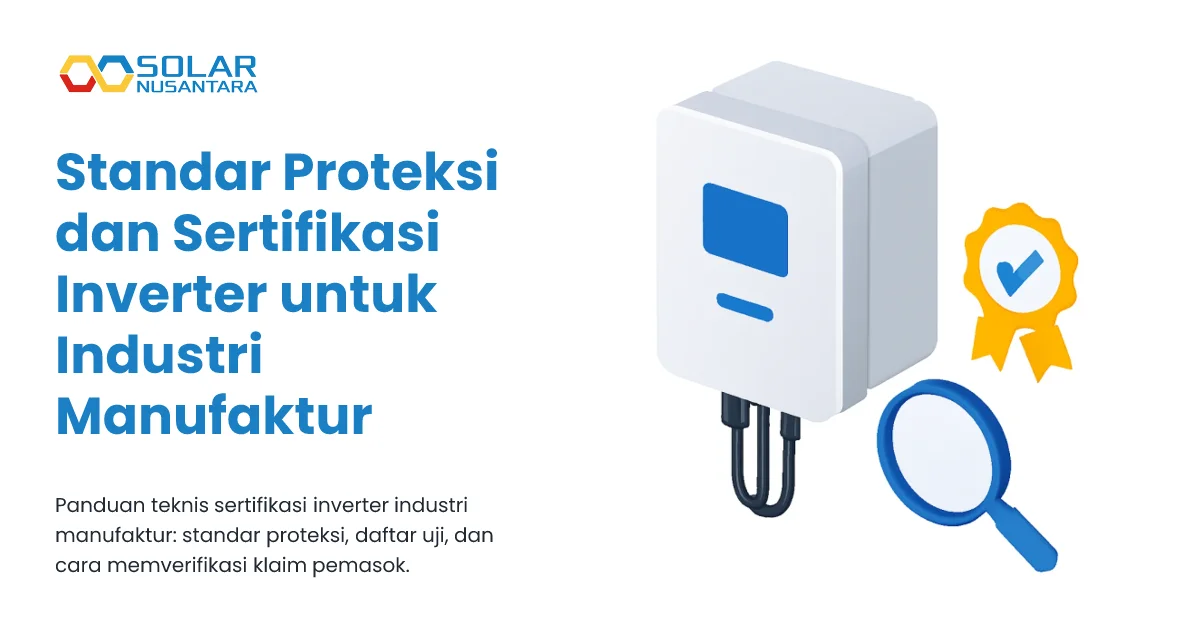 SOLAR
NUSANTARA
Standar Proteksi
dan Sertifikasi
Inverter untuk
Industri
Manufaktur
Panduan teknis sertifikasi inverter industri
manufaktur: standar proteksi, daftar uji, dan
cara memverifikasi klaim pemasok.